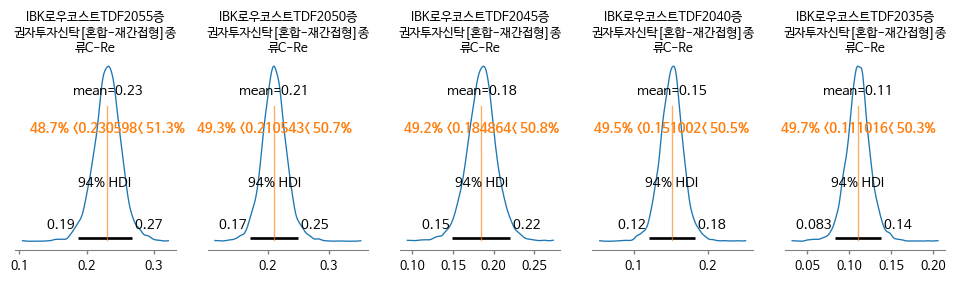 IBK로우코스트TDF2055증
권자투자신탁[혼합-재간접형]종
류C-Re
mean=0.23
48.7% <0.230598< 51.3%
94% HDI
0.19 0.27
0.1 0.2 0.3
IBK로우코스트TDF2050증
권자투자신탁[혼합-재간접형]종
류C-Re
mean=0.21
49.3% <0.210543< 50.7%
94% HDI
0.17 0.25
0.2 0.3
IBK로우코스트TDF2045증
권자투자신탁[혼합-재간접형]종
류C-Re
mean=0.18
49.2% <0.184864< 50.8%
94% HDI
0.15 0.22
0.10 0.15 0.20 0.25
IBK로우코스트TDF2040증
권자투자신탁[혼합-재간접형]종
류C-Re
mean=0.15
49.5% <0.151002< 50.5%
94% HDI
0.12 0.18
0.1 0.2
IBK로우코스트TDF2035증
권자투자신탁[혼합-재간접형]종
류C-Re
mean=0.11
49.7% <0.111016< 50.3%
94% HDI
0.083 0.14
0.05 0.10 0.15 0.20